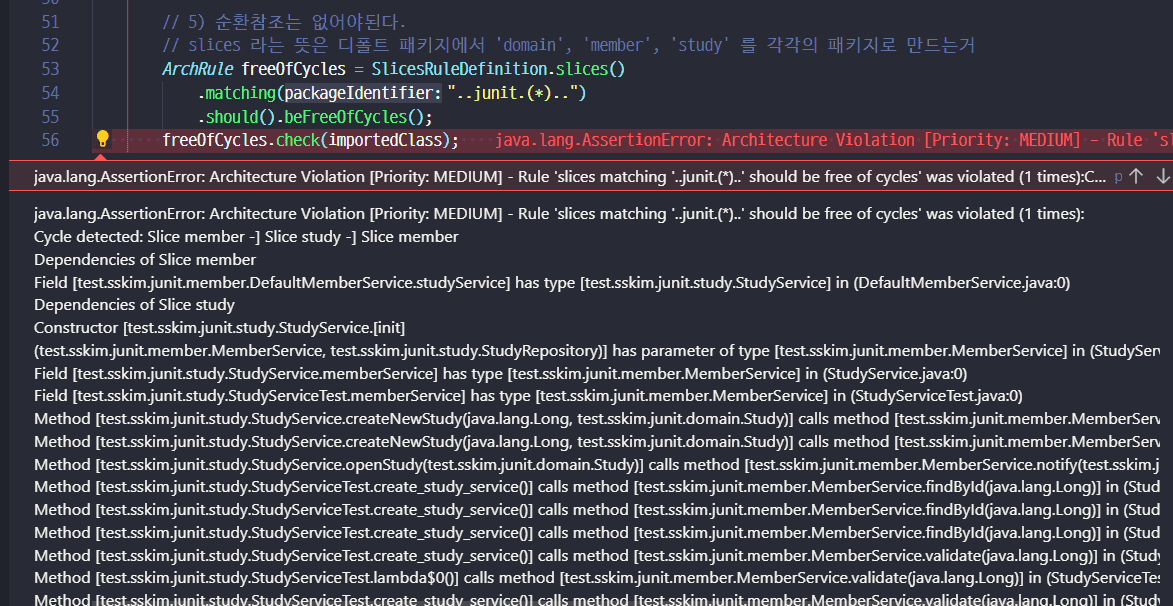 51 // 5) 순환참조는 없어야된다.
52 // slices 라는 뜻은 디폴트 패키지에서 'domain', 'member', 'study' 를 각각의 패키지로 만드는거
53 ArchRule freeOfCycles = SlicesRuleDefinition.slices()
54 .matching(packageIdentifier: "..junit.(*)..")
55 .should().beFreeOfCycles();
56 freeOfCycles.check(importedClass); java.lang.AssertionError: Architecture Violation [Priority: MEDIUM] - Rule 'sl
java.lang.AssertionError: Architecture Violation [Priority: MEDIUM] - Rule 'slices matching '..junit.(*)..' should be free of cycles' was violated (1 times):C...
java.lang.AssertionError: Architecture Violation [Priority: MEDIUM] - Rule 'slices matching '..junit.(*)..' should be free of cycles' was violated (1 times):
Cycle detected: Slice member -] Slice study -] Slice member
Dependencies of Slice member
Field [test.sskim.junit.member.DefaultMemberService.studyService] has type [test.sskim.junit.study.StudyService] in (DefaultMemberService.java:0)
Dependencies of Slice study
Constructor [test.sskim.junit.study.StudyService.[init]
(test.sskim.junit.member.MemberService, test.sskim.junit.study.StudyRepository)] has parameter of type [test.sskim.junit.member.MemberService] in (StudyServ
Field [test.sskim.junit.study.StudyService.memberService] has type [test.sskim.junit.member.MemberService] in (StudyService.java:0)
Field [test.sskim.junit.study.StudyServiceTest.memberService] has type [test.sskim.junit.member.MemberService] in (StudyServiceTest.java:0)
Method [test.sskim.junit.study.StudyService.createNewStudy(java.lang.Long, test.sskim.junit.domain.Study)] calls method [test.sskim.junit.member.MemberServ
Method [test.sskim.junit.study.StudyService.createNewStudy(java.lang.Long, test.sskim.junit.domain.Study)] calls method [test.sskim.junit.member.MemberServ
Method [test.sskim.junit.study.StudyService.openStudy(test.sskim.junit.domain.Study)] calls method [test.sskim.junit.member.MemberService.notify(test.sskim.j
Method [test.sskim.junit.study.StudyServiceTest.create_study_service()] calls method [test.sskim.junit.member.MemberService.findById(java.lang.Long)] in (Stud
Method [test.sskim.junit.study.StudyServiceTest.create_study_service()] calls method [test.sskim.junit.member.MemberService.findById(java.lang.Long)] in (Stud
Method [test.sskim.junit.study.StudyServiceTest.create_study_service()] calls method [test.sskim.junit.member.MemberService.findById(java.lang.Long)] in (Stud
Method [test.sskim.junit.study.StudyServiceTest.create_study_service()] calls method [test.sskim.junit.member.MemberService.validate(java.lang.Long)] in (Study
Method [test.sskim.junit.study.StudyServiceTest.lambda$0()] calls method [test.sskim.junit.member.MemberService.validate(java.lang.Long)] in (StudyServiceTes
Method [test.sskim.junit.study.StudyServiceTest.create_study_service()] calls method [test.sskim.junit.member.MemberService.validate(java.lang.Long)] in (Study